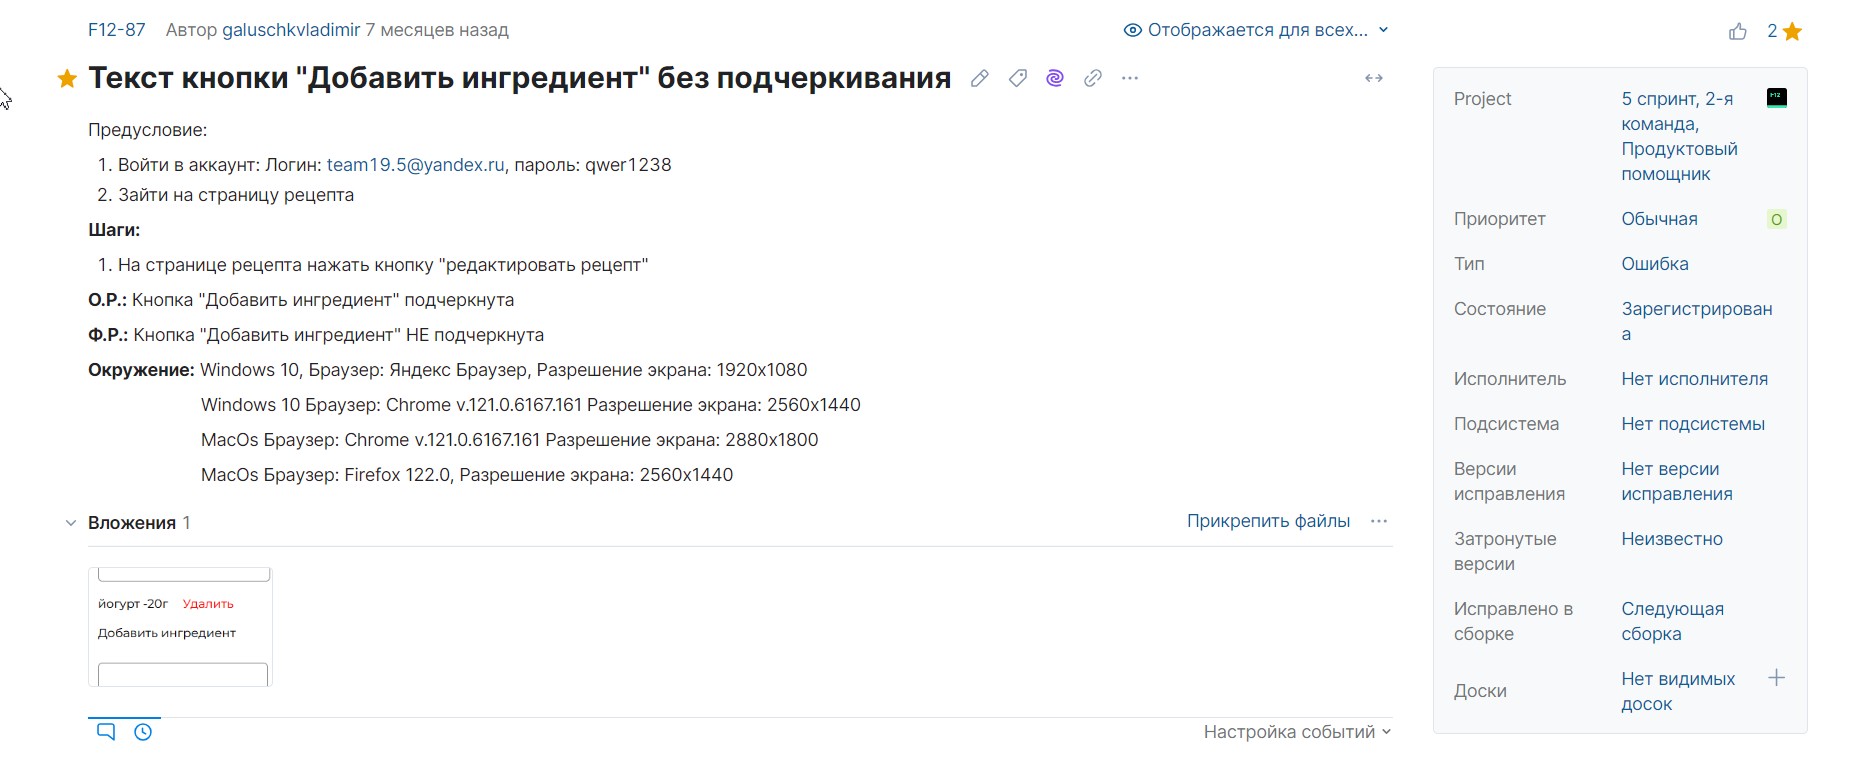 F12-87 Автор galuschkvladimir 7 месяцев назад
Отображается для всех...
2
Текст кнопки "Добавить ингредиент" без подчеркивания
Предусловие:
1. Войти в аккаунт: Логин: team19.5@yandex.ru, пароль: qwer1238
2. Зайти на страницу рецепта
Шаги:
1. На странице рецепта нажать кнопку "редактировать рецепт"
О.Р.: Кнопка "Добавить ингредиент" подчеркнута
Ф.Р.: Кнопка "Добавить ингредиент" НЕ подчеркнута
Окружение: Windows 10, Браузер: Яндекс Браузер, Разрешение экрана: 1920x1080
Windows 10 Браузер: Chrome v.121.0.6167.161 Разрешение экрана: 2560x1440
MacOs Браузер: Chrome v.121.0.6167.161 Разрешение экрана: 2880x1800
MacOs Браузер: Firefox 122.0, Разрешение экрана: 2560x1440
Вложения 1
Прикрепить файлы
йогурт -20г Удалить
Добавить ингредиент
Настройка событий
Project
5 спринт, 2-я
команда,
Продуктовый
помощник
F12
Приоритет
Обычная
О
Тип
Ошибка
Состояние
Зарегистрирован
а
Исполнитель
Нет исполнителя
Подсистема
Нет подсистемы
Версии
исправления
Нет версии
исправления
Затронутые
версии
Неизвестно
Исправлено в
сборке
Следующая
сборка
Доски
Нет видимых
досок